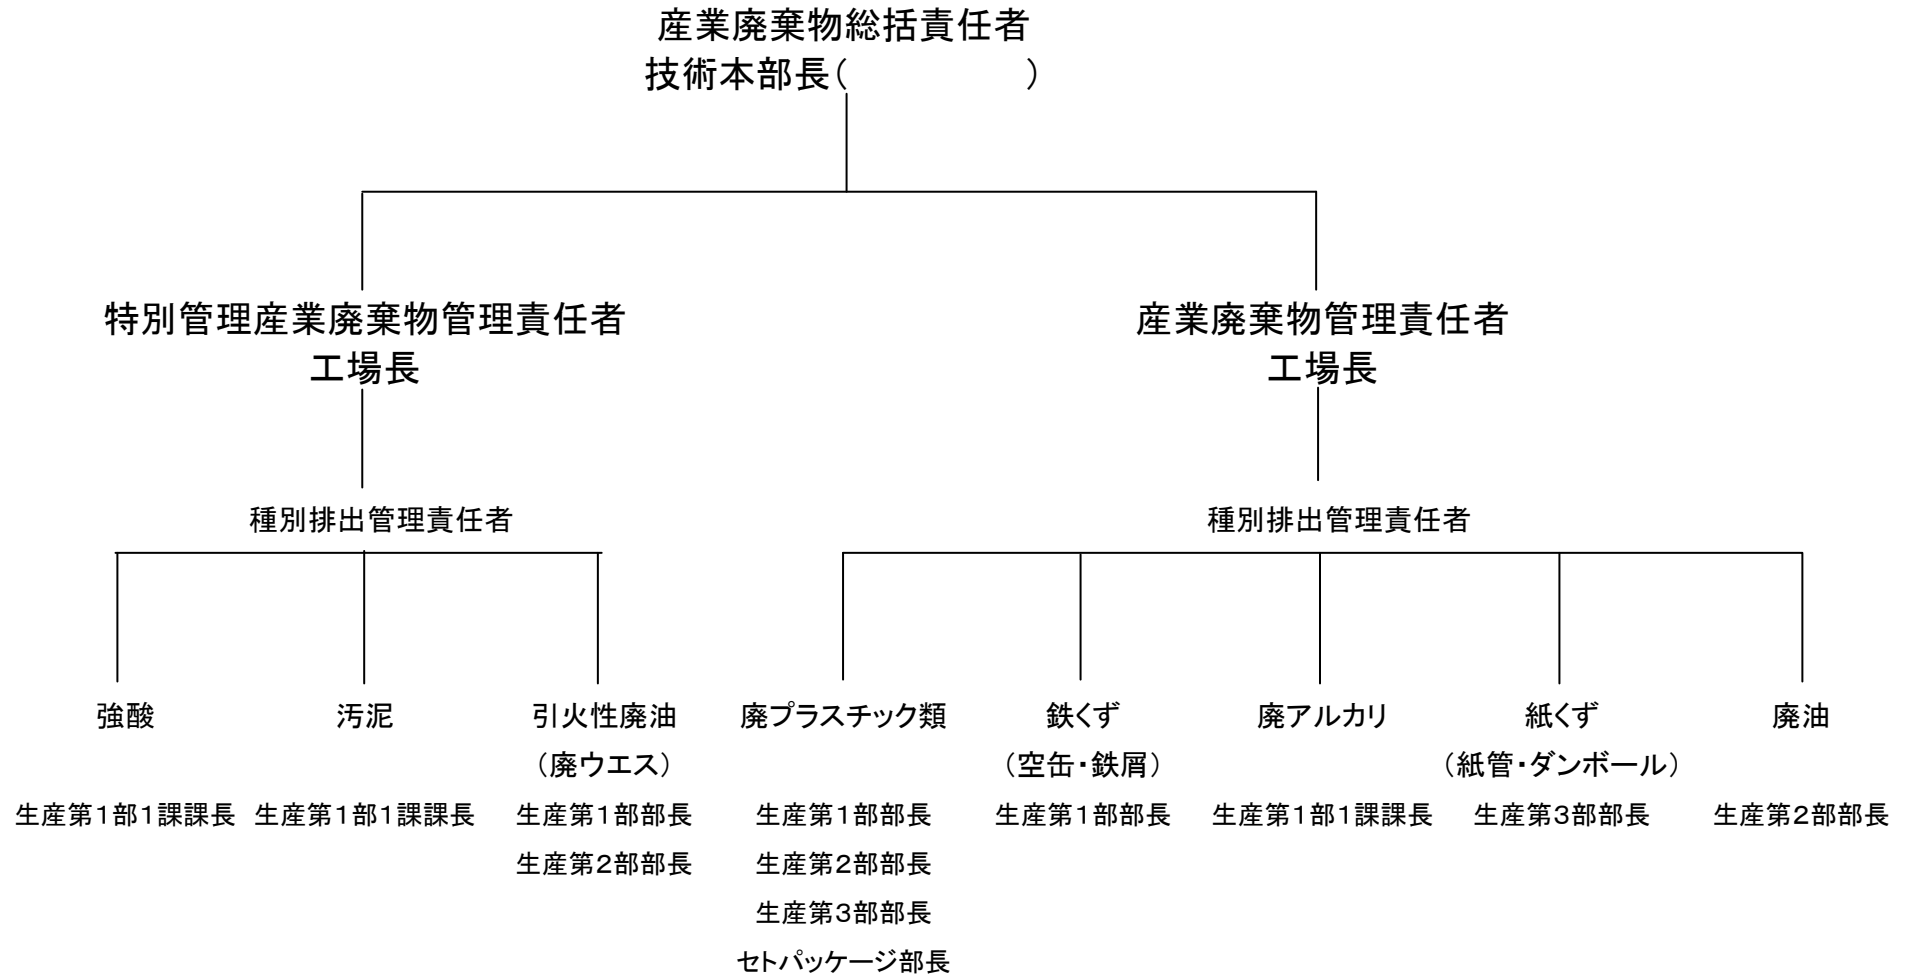 産業廃棄物総括責任者
技術本部長(　　　　　)
特別管理産業廃棄物管理責任者
工場長
産業廃棄物管理責任者
工場長
種別排出管理責任者
種別排出管理責任者
強酸
汚泥
引火性廃油
廃プラスチック類
鉄くず
廃アルカリ
紙くず
廃油
(廃ウエス)
(空缶・鉄屑)
(紙管・ダンボール)
生産第1部1課課長
生産第1部1課課長
生産第1部部長
生産第1部部長
生産第1部部長
生産第1部1課課長
生産第3部部長
生産第2部部長
生産第2部部長
生産第2部部長
生産第3部部長
セトパッケージ部長